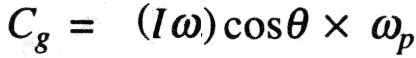 C_g = (Iω) cosθ × ω_p